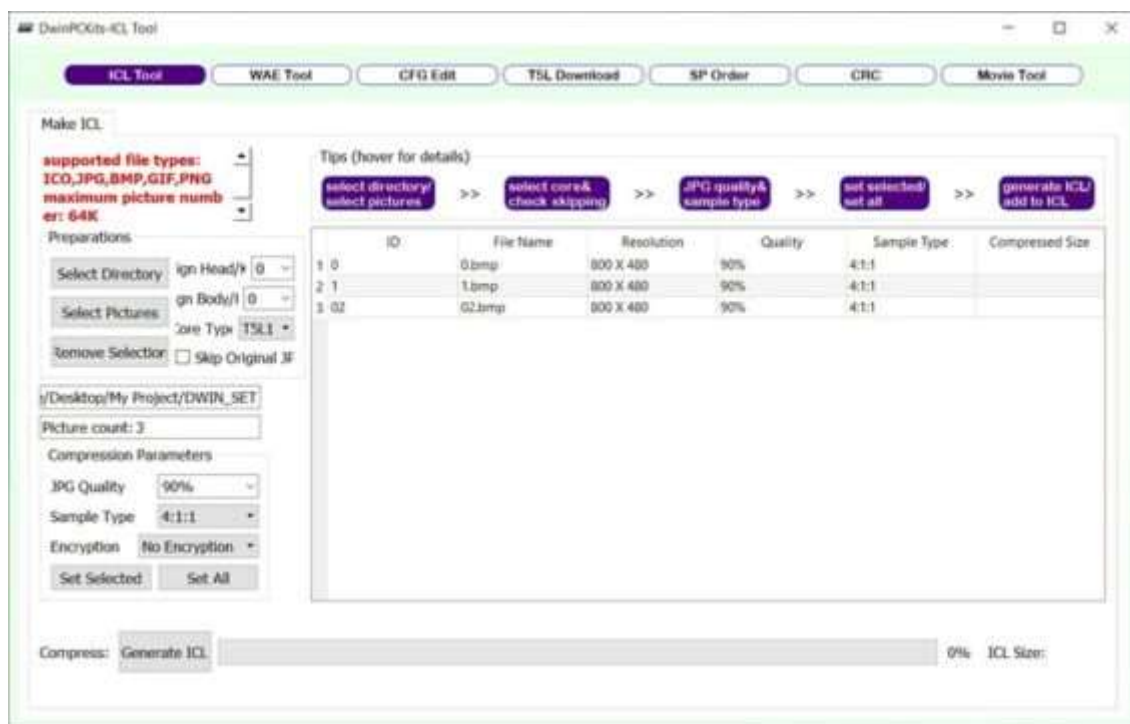 DwinPCKits-ICL Tool
ICL Tool WAE Tool CFG Edit T5L Download SP Order CRC Movie Tool
Make ICL
supported file types:
ICO,JPG,BMP,GIF,PNG
maximum picture numb
er: 64K
Tips (hover for details)
select directory/
select pictures
>>
select core&
check skipping
>>
JPG quality&
sample type
>>
set selected/
set all
>>
generate ICL/
add to ICL
Preparations
Select Directory ign Head/ 0
Select Pictures gn Body/ 0
Core Type T5L1
Remove Selection Skip Original JF
/Desktop/My Project/DWIN_SET
Picture count: 3
Compression Parameters
JPG Quality 90%
Sample Type 4:1:1
Encryption No Encryption
Set Selected Set All
ID File Name Resolution Quality Sample Type Compressed Size
1 0 0.bmp 800 X 480 90% 4:1:1
2 1 1.bmp 800 X 480 90% 4:1:1
3 02 02.bmp 800 X 480 90% 4:1:1
Compress: Generate ICL 0% ICL Size: